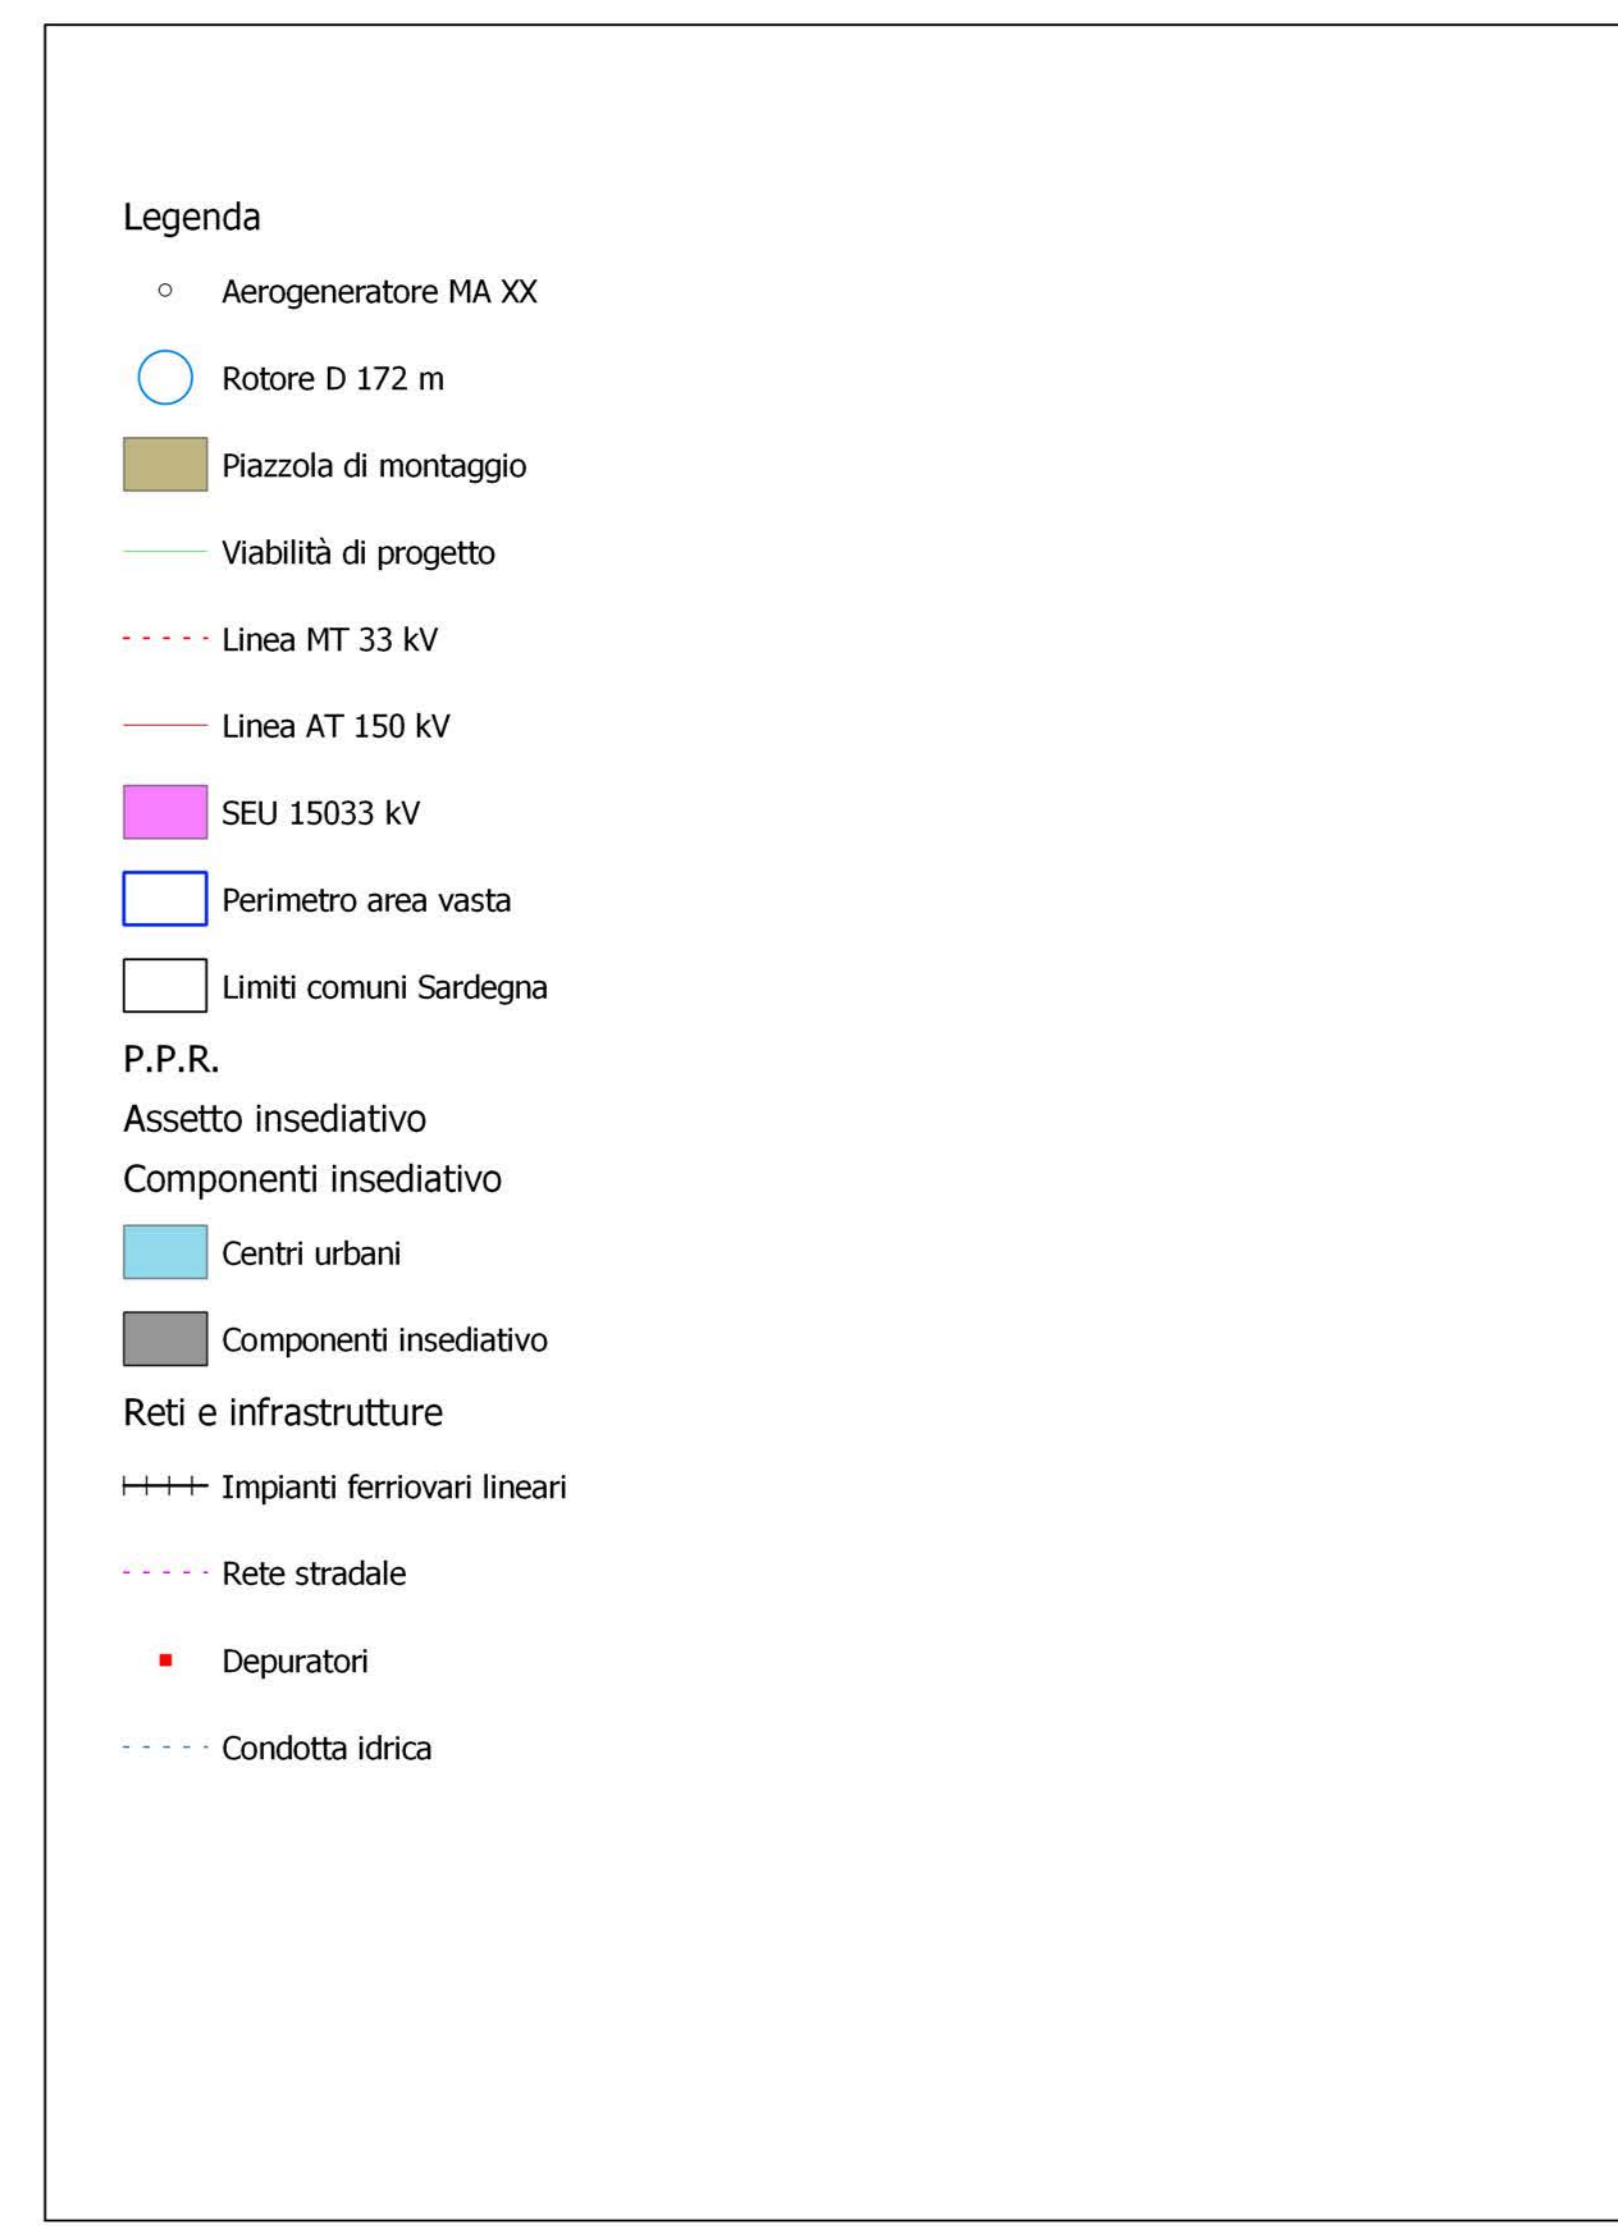 Legenda
Aerogeneratore MA XX
Rotore D 172 m
Piazzola di montaggio
Viabilità di progetto
Linea MT 33 kV
Linea AT 150 kV
SEU 15033 kV
Perimetro area vasta
Limiti comuni Sardegna
P.P.R.
Assetto insediativo
Componenti insediativo
Centri urbani
Componenti insediativo
Reti e infrastrutture
Impianti ferriovari lineari
Rete stradale
Depuratori
Condotta idrica